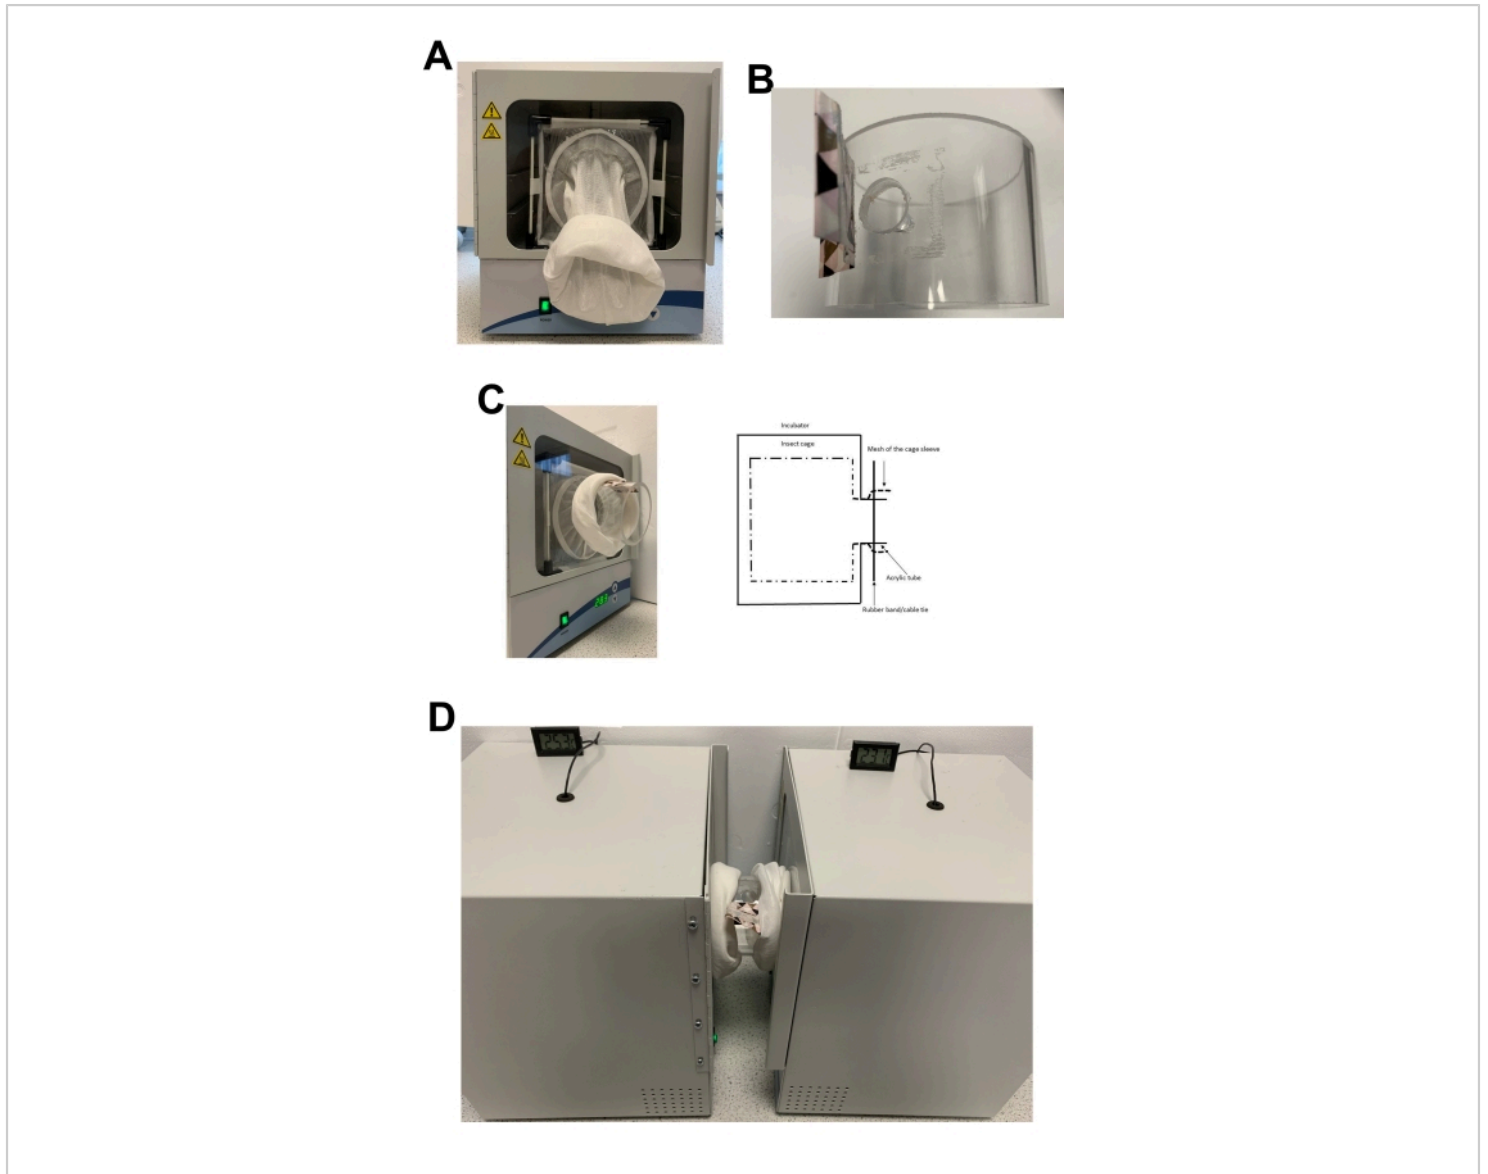 A
B
C
Incubator
Insect cage
Mesh of the cage sleeve
Acrylic tube
Rubber band/cable tie
D